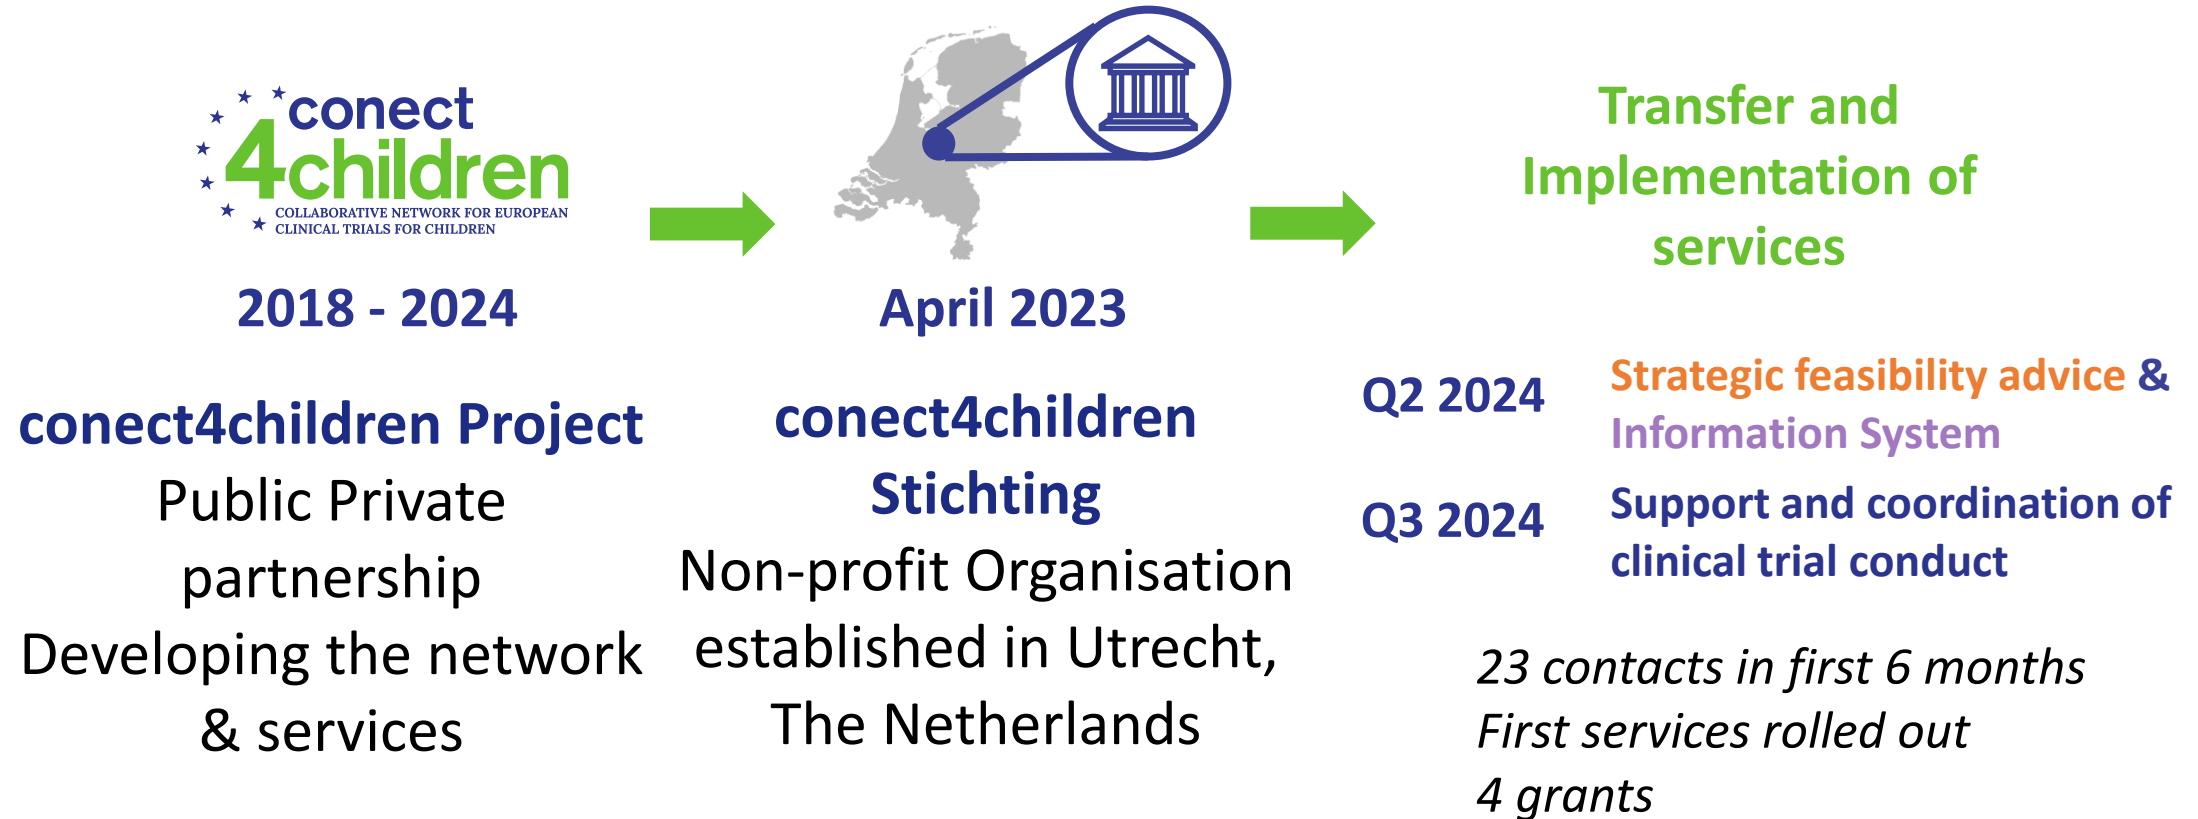 conect
4children
COLLABORATIVE NETWORK FOR EUROPEAN
CLINICAL TRIALS FOR CHILDREN
2018 - 2024
conect4children Project
Public Private
partnership
Developing the network
& services
April 2023
conect4children
Stichting
Non-profit Organisation
established in Utrecht,
The Netherlands
Transfer and
Implementation of
services
Q2 2024
Strategic feasibility advice &
Information System
Q3 2024
Support and coordination of
clinical trial conduct
23 contacts in first 6 months
First services rolled out
4 grants